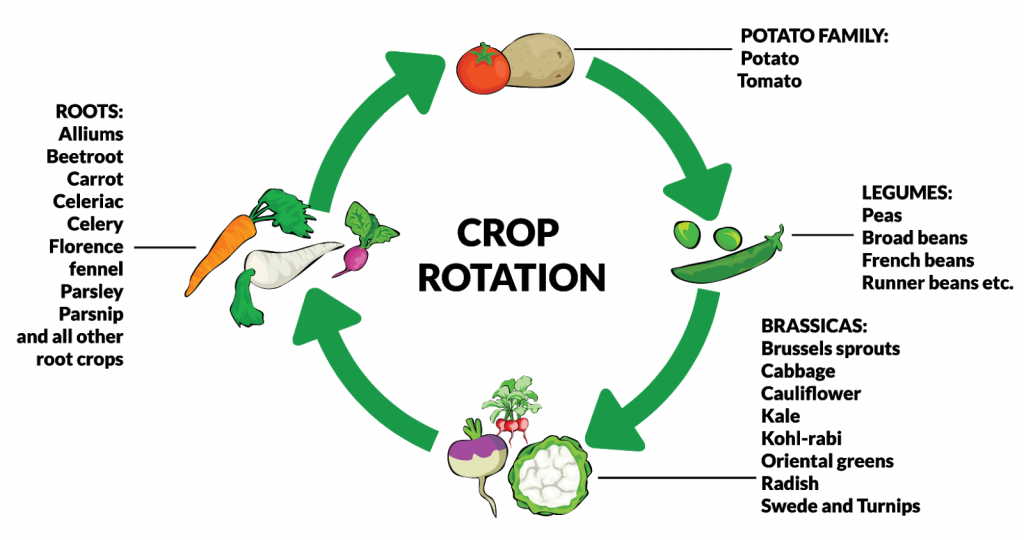 CROP
ROTATION
POTATO FAMILY:
Potato
Tomato
LEGUMES:
Peas
Broad beans
French beans
Runner beans etc.
BRASSICAS:
Brussels sprouts
Cabbage
Cauliflower
Kale
Kohl-rabi
Oriental greens
Radish
Swede and Turnips
ROOTS:
Alliums
Beetroot
Carrot
Celeriac
Celery
Florence
fennel
Parsley
Parsnip
and all other
root crops